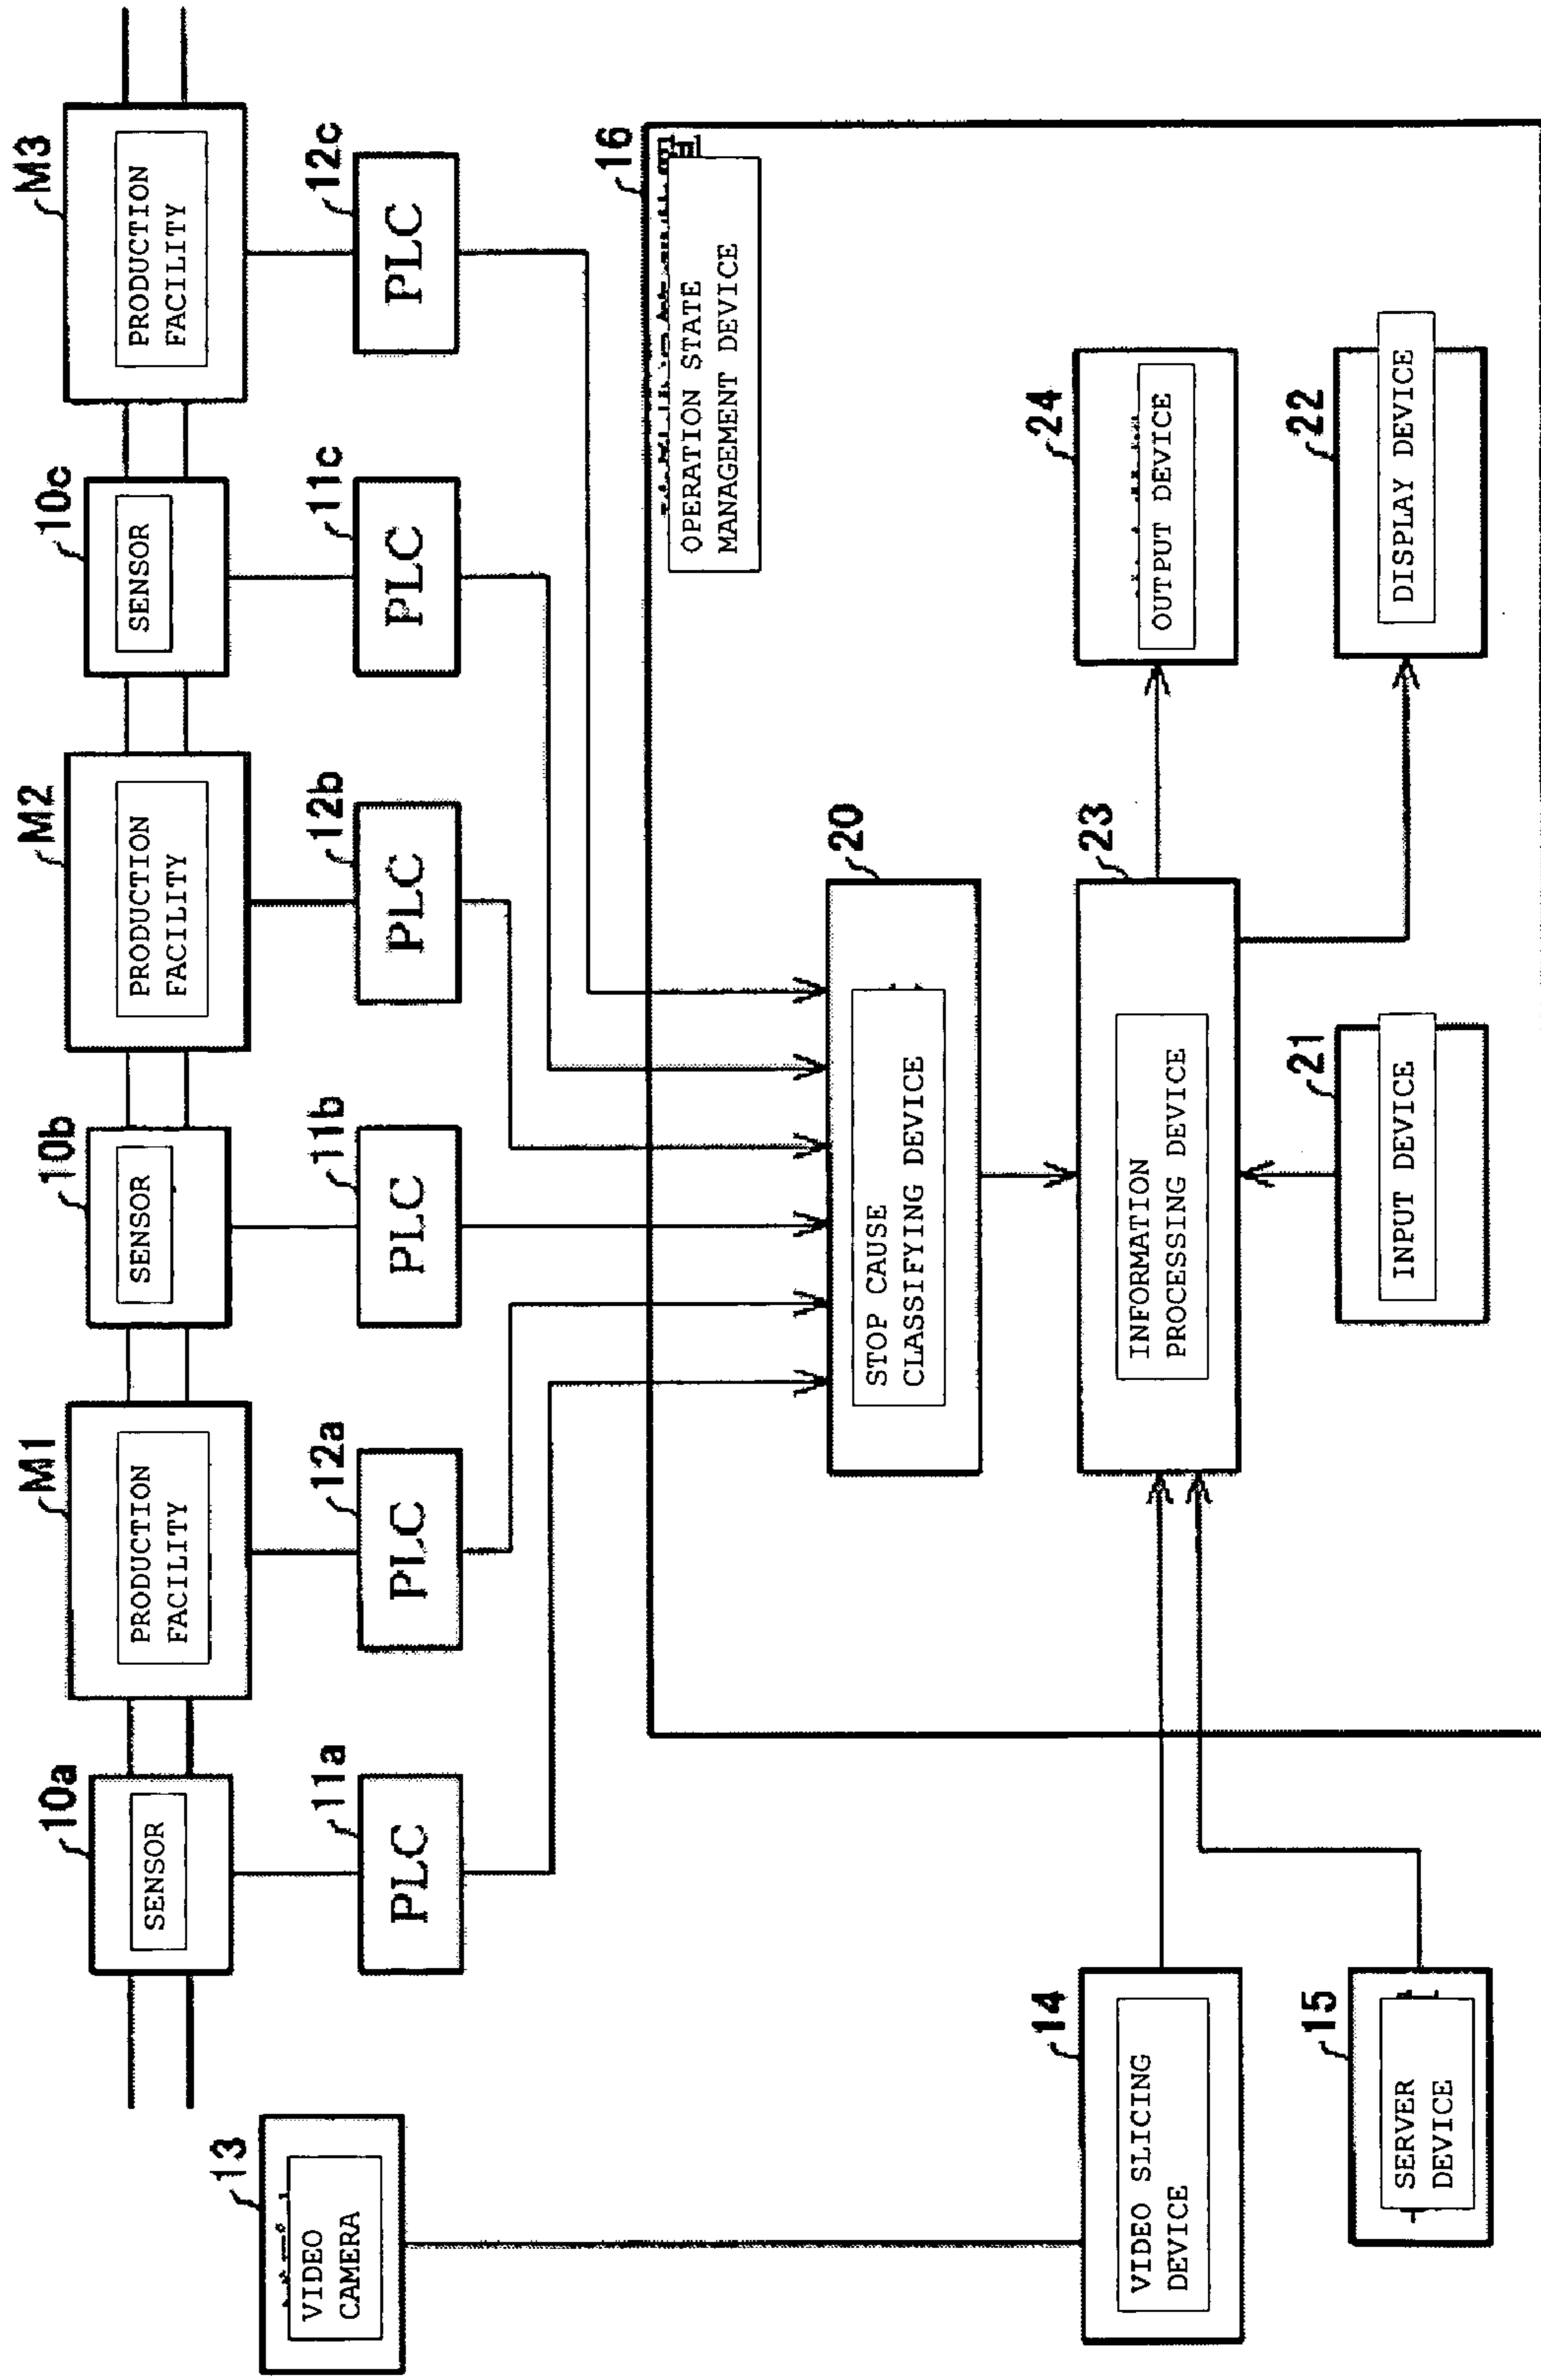 13
VIDEO
CAMERA
10a
SENSOR
M1
PRODUCTION
FACILITY
10b
SENSOR
M2
PRODUCTION
FACILITY
10c
SENSOR
M3
PRODUCTION
FACILITY
11a
PLC
12a
PLC
11b
PLC
12b
PLC
11c
PLC
12c
PLC
16
OPERATION STATE
MANAGEMENT DEVICE
20
STOP CAUSE
CLASSIFYING DEVICE
14
VIDEO SLICING
DEVICE
23
INFORMATION
PROCESSING DEVICE
24
OUTPUT DEVICE
15
SERVER
DEVICE
21
INPUT DEVICE
22
DISPLAY DEVICE